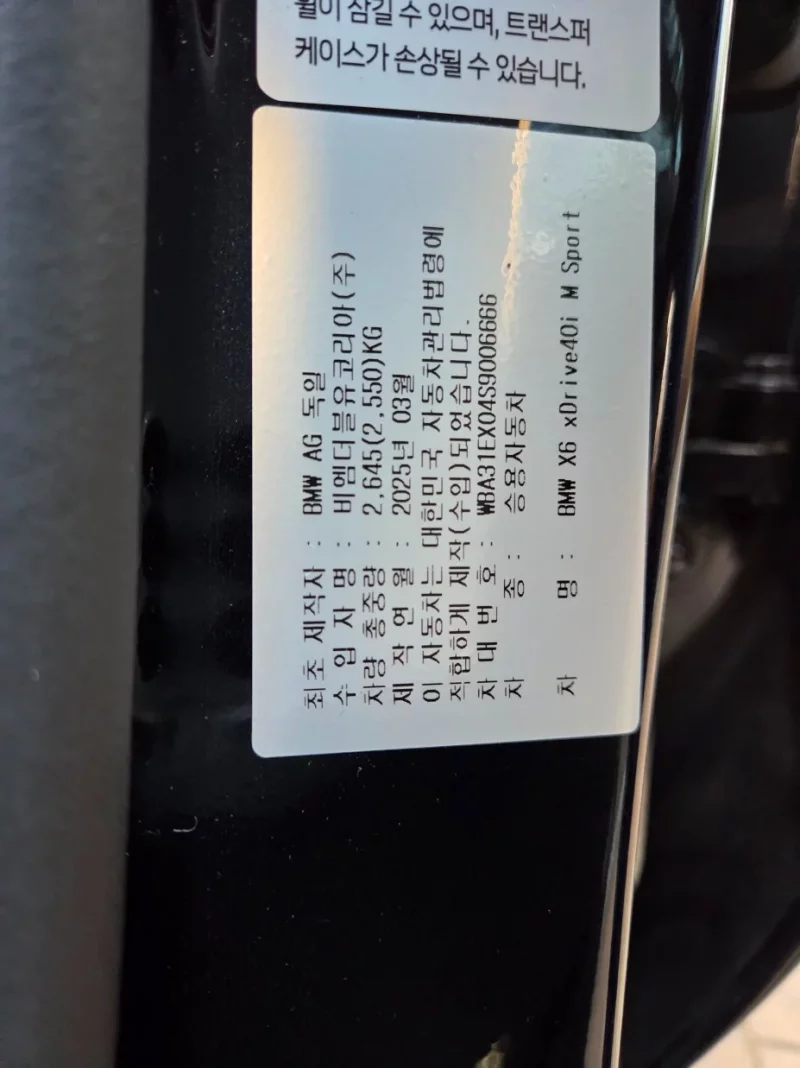 휠이 잠길 수 있으며, 트랜스퍼
케이스가 손상될 수 있습니다.
최초 제작자 : BMW AG 독일
수 입 자 명 : 비엠더블유코리아(주)
차량 총중량 : 2,645(2,550)KG
제 작 연 월 : 2025년 03월
이 자동차는 대한민국 자동차관리법령에
적합하게 제작(수입)되었습니다.
차 대 번 호 : WBA31EX04S9006666
차 종 : 승용자동차
차 명 : BMW X6 xDrive40i M Sport